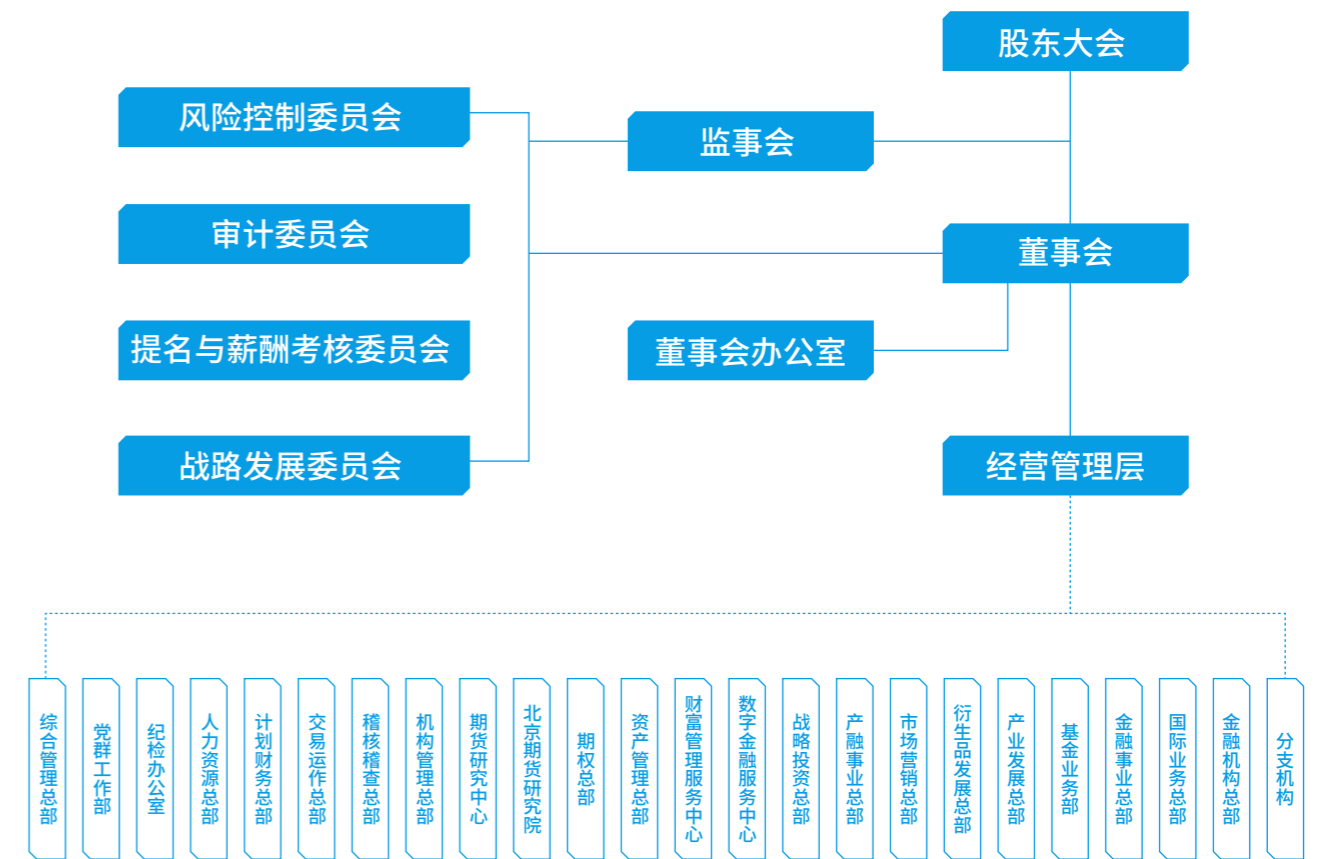 股东大会
风险控制委员会
监事会
审计委员会
董事会
提名与薪酬考核委员会
董事会办公室
战路发展委员会
经营管理层
综合管理总部
党群工作部
纪检办公室
人力资源总部
计划财务总部
交易运作总部
稽核稽查总部
机构管理总部
期货研究中心
北京期货研究院
期权总部
资产管理总部
财富管理服务中心
数字金融服务中心
战略投资总部
产融事业总部
市场营销总部
衍生品发展总部
产业发展总部
基金业务部
金融事业总部
国际业务总部
金融机构总部
分支机构